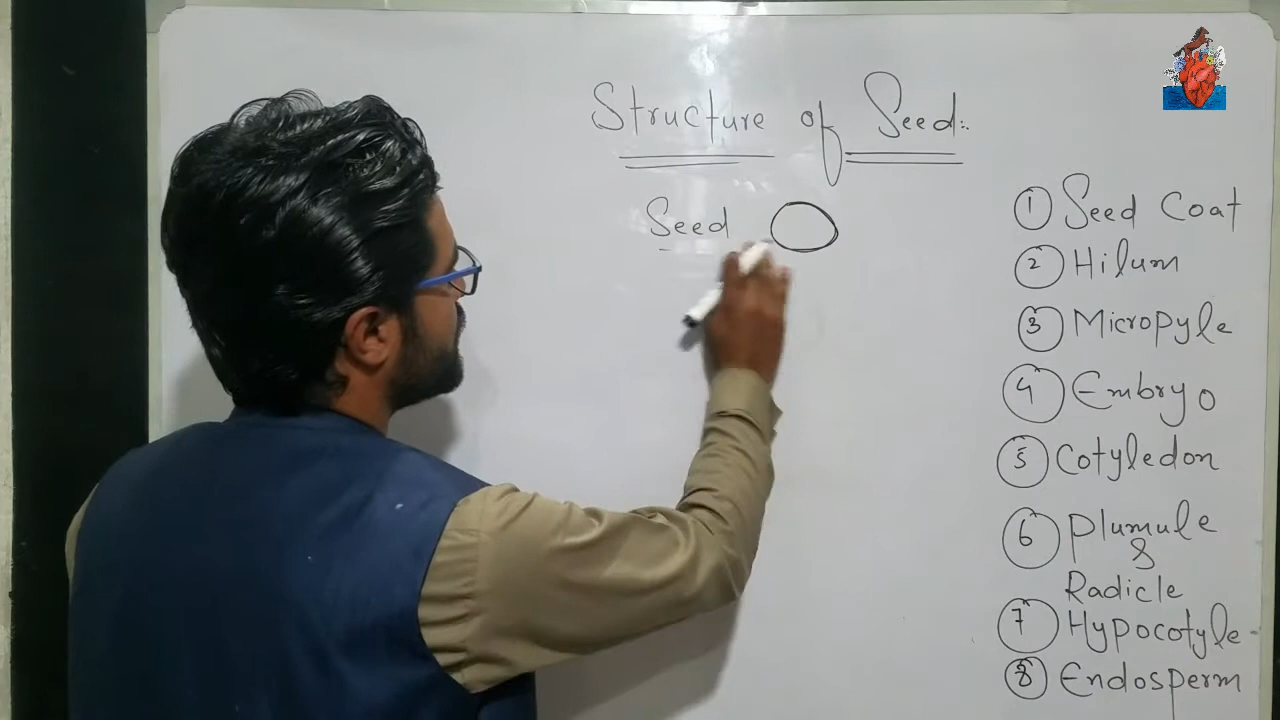 Structure of Seed:.
Seed
① Seed Coat
② Hilum
③ Micropyle
④ Embryo
⑤ Cotyledon
⑥ Plumule
&
Radicle
⑦ Hypocotyle
⑧ Endosperm